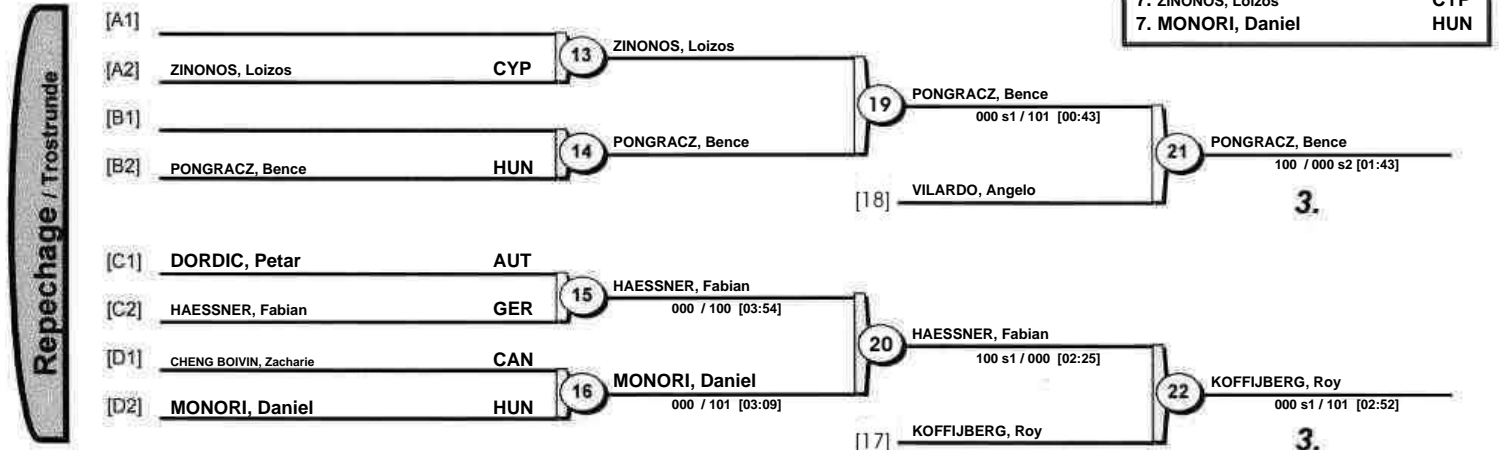 7. ZINONOS, Loizos CYP
7. MONORI, Daniel HUN
Repechage / Trostrunde
[A1]
[A2] ZINONOS, Loizos CYP
13 ZINONOS, Loizos
[B1]
[B2] PONGRACZ, Bence HUN
14 PONGRACZ, Bence
19 PONGRACZ, Bence
000 s1 / 101 [00:43]
[18] VILARDO, Angelo
21 PONGRACZ, Bence
100 / 000 s2 [01:43]
3.
[C1] DORDIC, Petar AUT
[C2] HAESSNER, Fabian GER
15 HAESSNER, Fabian
000 / 100 [03:54]
[D1] CHENG BOIVIN, Zacharie CAN
[D2] MONORI, Daniel HUN
16 MONORI, Daniel
000 / 101 [03:09]
20 HAESSNER, Fabian
100 s1 / 000 [02:25]
[17] KOFFIJBERG, Roy
22 KOFFIJBERG, Roy
000 s1 / 101 [02:52]
3.